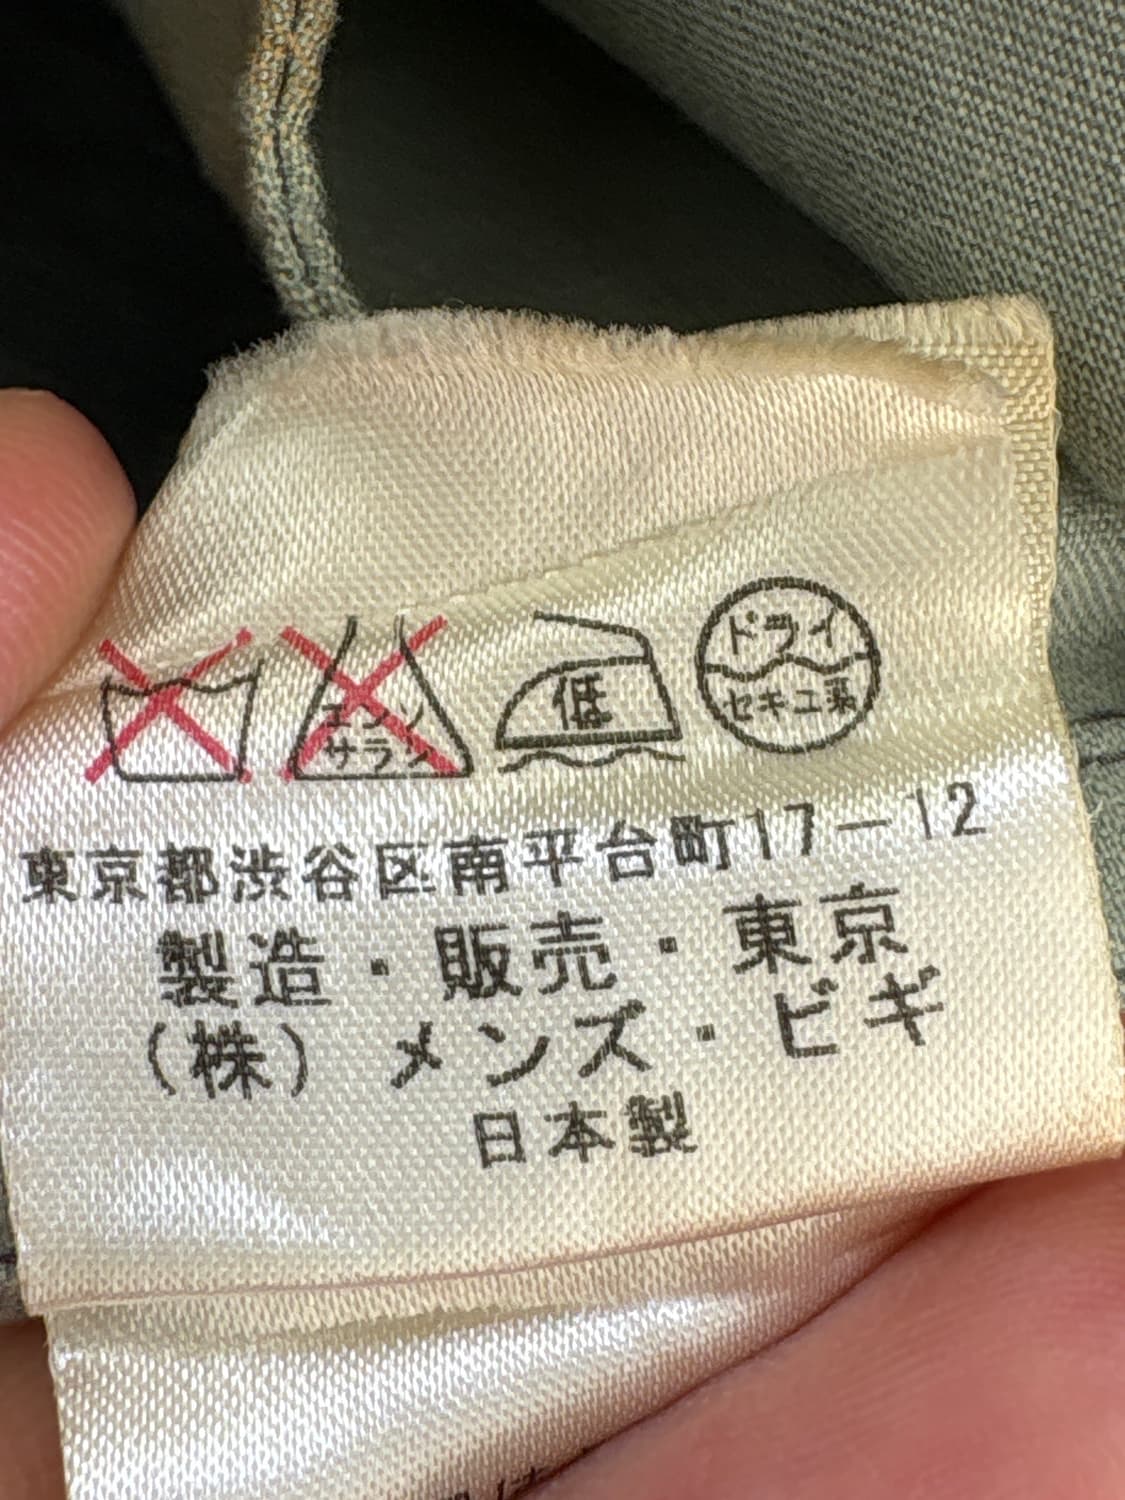 エンソ
サラシ
低
ドライ
セキユ系
東京都渋谷区南平台町17-12
製造・販売・東京
(株) メンズ・ビギ
日本製